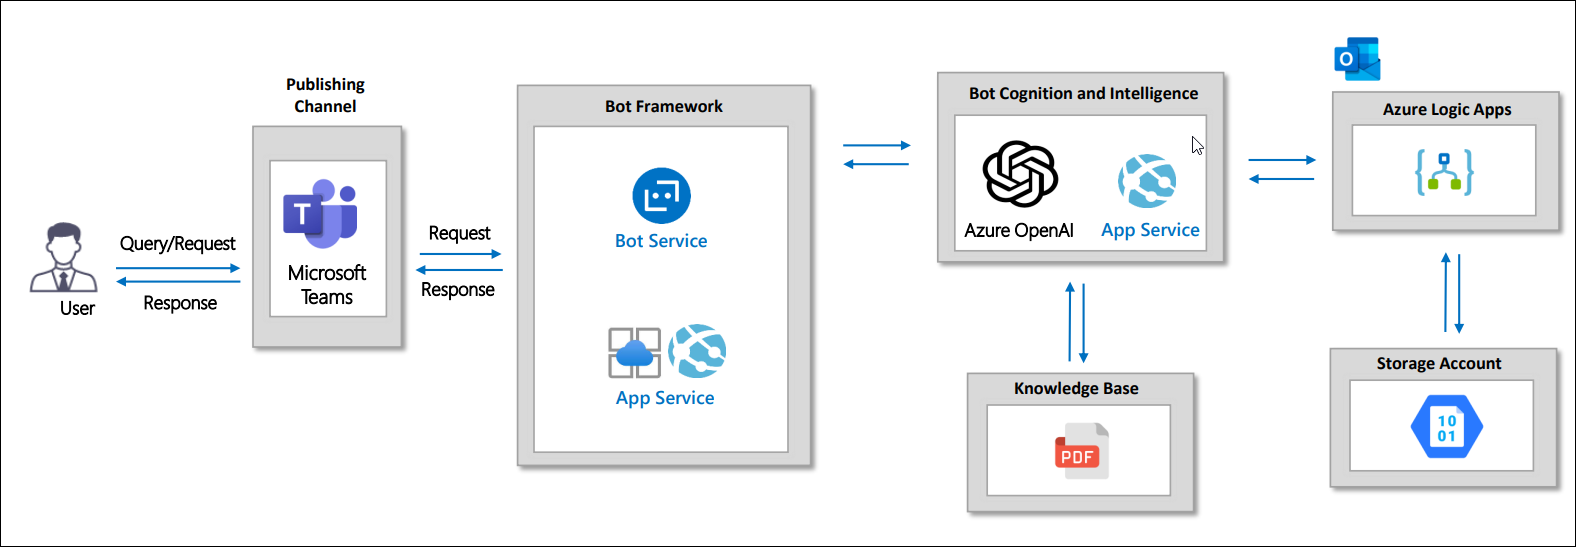 Publishing
Channel
T
Microsoft
Teams
Query/Request
Response
User
Request
Response
Bot Framework
Bot Service
App Service
Bot Cognition and Intelligence
Azure OpenAI
App Service
Knowledge Base
PDF
O
Azure Logic Apps
Storage Account
10
01